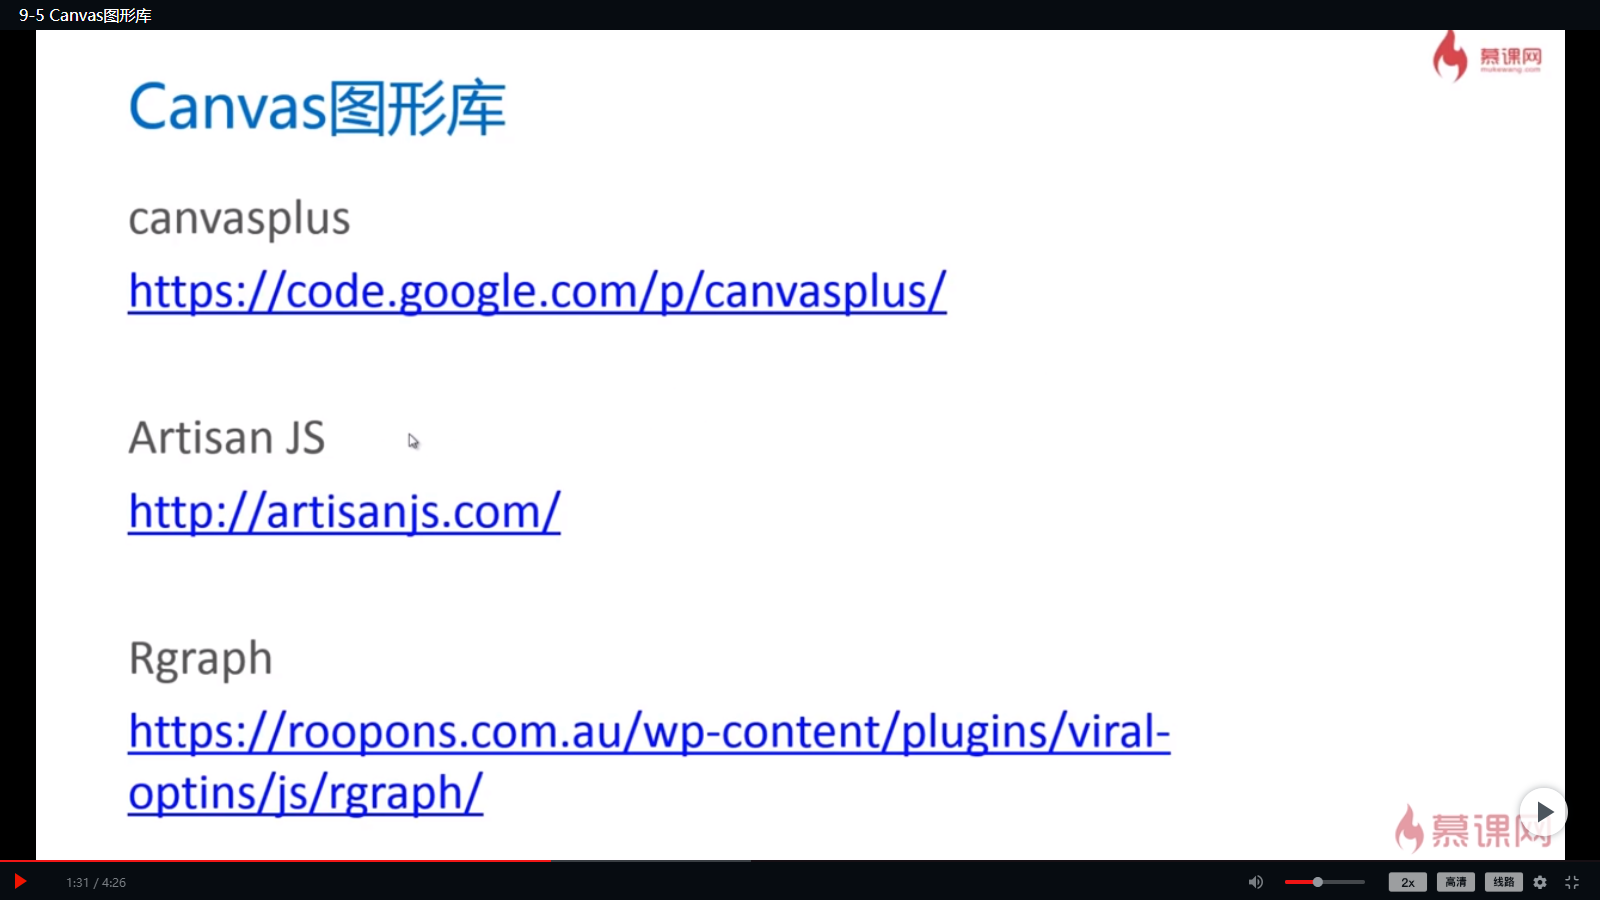 9-5 Canvas图形库
慕课网
mukewang.com
Canvas图形库
canvasplus
https://code.google.com/p/canvasplus/
Artisan JS
http://artisanjs.com/
Rgraph
https://roopons.com.au/wp-content/plugins/viral-
optins/js/rgraph/
慕课网
1:31 / 4:26
2x
高清
线路